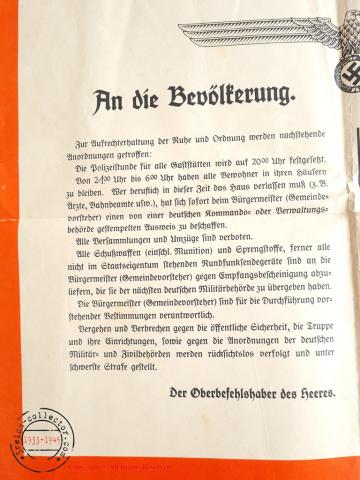 An die Bevölkerung.
Zur Aufrechterhaltung der Ruhe und Ordnung werden nachstehende
Anordnungen getroffen:
Die Polizeistunde für alle Gaststätten wird auf 20⁰⁰ Uhr festgesetzt.
Von 21⁰⁰ Uhr bis 6⁰⁰ Uhr haben alle Bewohner in ihren Häusern
zu bleiben. Wer beruflich in dieser Zeit das Haus verlassen muß (z. B.
Ärzte, Bahnbeamte usw.), hat sich sofort beim Bürgermeister (Gemeinde-
vorsteher) einen von einer deutschen Kommando- oder Verwaltungs-
behörde gestempelten Ausweis zu beschaffen.
Alle Versammlungen und Umzüge sind verboten.
Alle Schußwaffen (einschl. Munition) und Sprengstoffe, ferner alle
nicht im Staatseigentum stehenden Rundfunksendegeräte sind an die
Bürgermeister (Gemeindevorsteher) gegen Empfangsbescheinigung abzu-
liefern, die sie der nächsten deutschen Militärbehörde zu übergeben haben.
Die Bürgermeister (Gemeindevorsteher) sind für die Durchführung vor-
stehender Bestimmungen verantwortlich.
Vergehen und Verbrechen gegen die öffentliche Sicherheit, die Truppe
und ihre Einrichtungen, sowie gegen die Anordnungen der deutschen
Militär- und Zivilbehörden werden rücksichtslos verfolgt und unter
schwerste Strafe gestellt.
Der Oberbefehlshaber des Heeres.
1933-1945